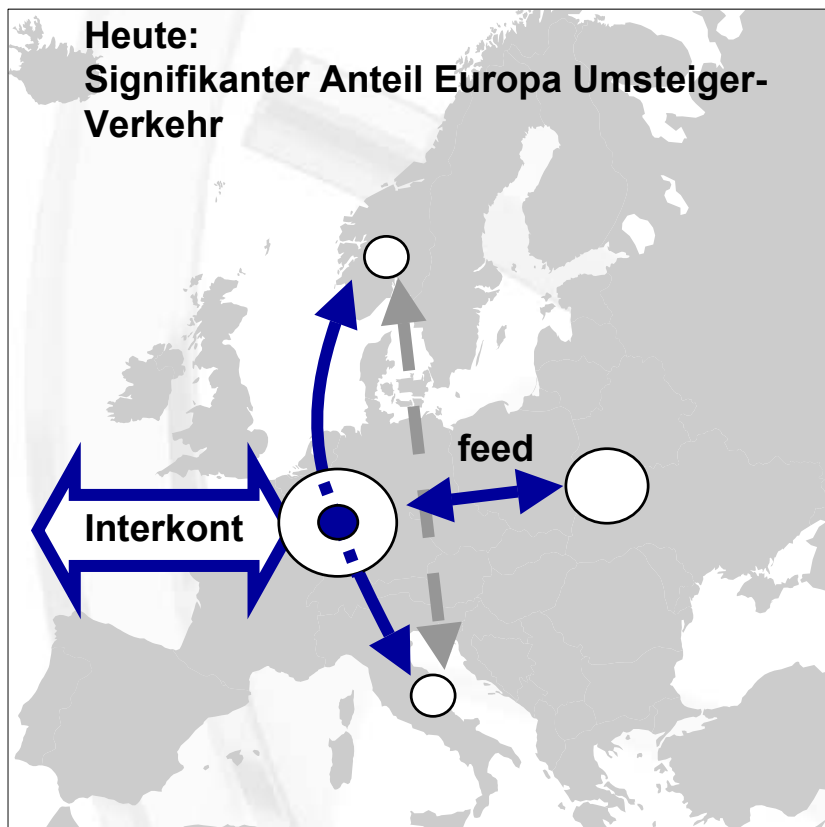 Heute:
Signifikanter Anteil Europa Umsteiger-
Verkehr
feed
Interkont